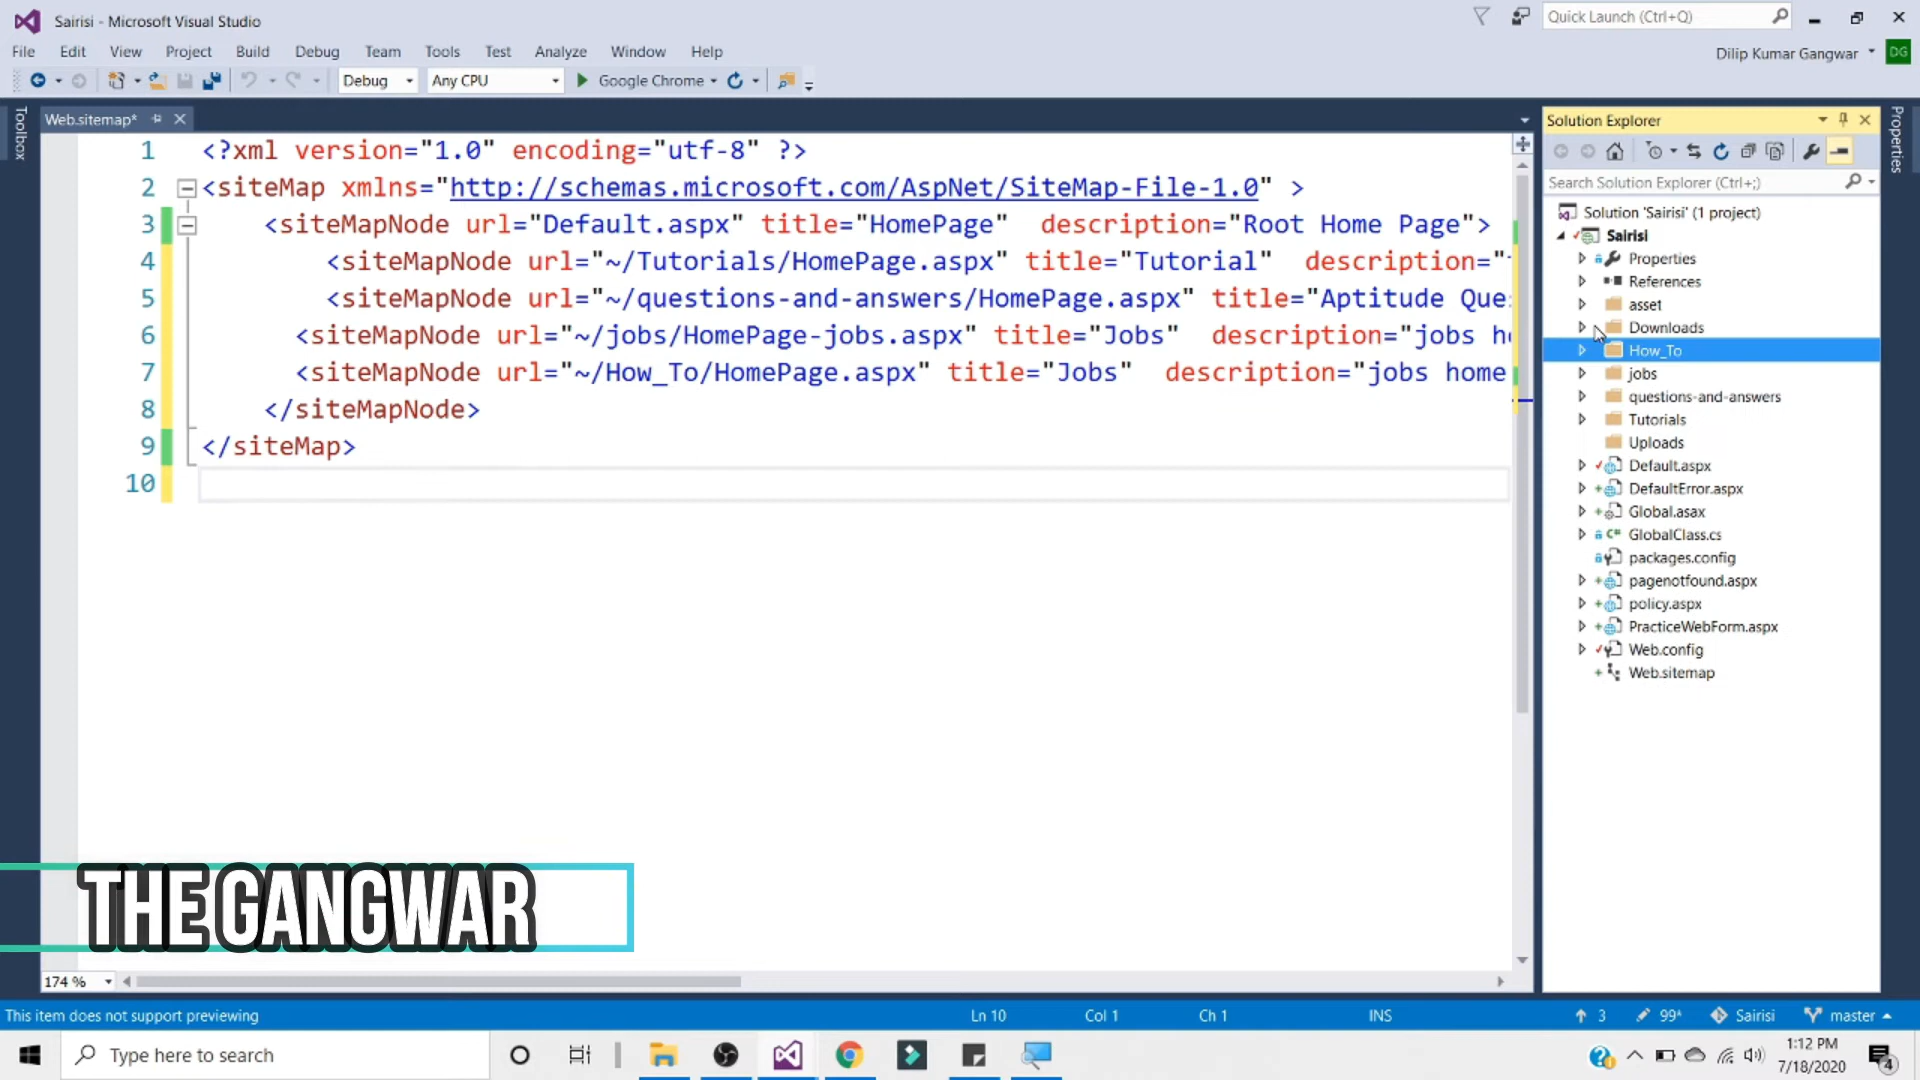 Sairisi - Microsoft Visual Studio
Quick Launch (Ctrl+Q)
File Edit View Project Build Debug Team Tools Test Analyze Window Help
Dilip Kumar Gangwar DG
Debug Any CPU Google Chrome
Toolbox
Web.sitemap*
1 <?xml version="1.0" encoding="utf-8" ?>
2 <siteMap xmlns="http://schemas.microsoft.com/AspNet/SiteMap-File-1.0" >
3 <siteMapNode url="Default.aspx" title="HomePage" description="Root Home Page">
4 <siteMapNode url="~/Tutorials/HomePage.aspx" title="Tutorial" description="
5 <siteMapNode url="~/questions-and-answers/HomePage.aspx" title="Aptitude Que
6 <siteMapNode url="~/jobs/HomePage-jobs.aspx" title="Jobs" description="jobs h
7 <siteMapNode url="~/How_To/HomePage.aspx" title="Jobs" description="jobs home
8 </siteMapNode>
9 </siteMap>
10
THE GANGWAR
174 %
Solution Explorer
Properties
Search Solution Explorer (Ctrl+;)
Solution 'Sairisi' (1 project)
Sairisi
Properties
References
asset
Downloads
How_To
jobs
questions-and-answers
Tutorials
Uploads
Default.aspx
DefaultError.aspx
Global.asax
GlobalClass.cs
packages.config
pagenotfound.aspx
policy.aspx
PracticeWebForm.aspx
Web.config
Web.sitemap
This item does not support previewing Ln 10 Col 1 Ch 1 INS 3 99* Sairisi master
Type here to search
1:12 PM
7/18/2020
4